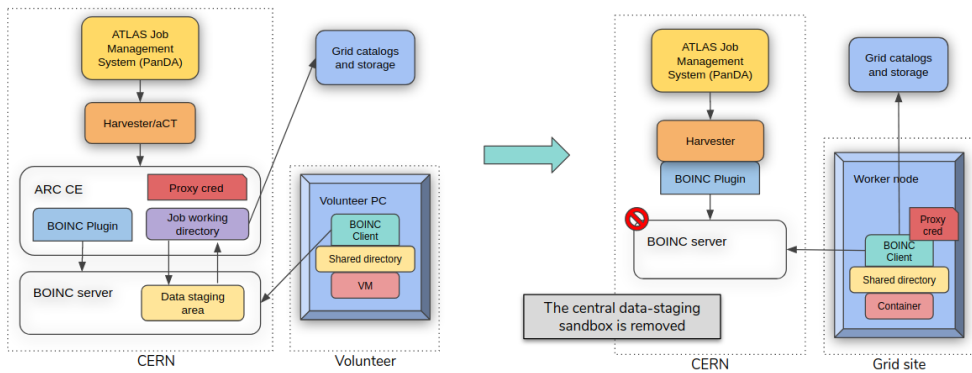 ATLAS Job
Management
System (PanDA)
Harvester/aCT
ARC CE
Proxy cred
BOINC Plugin
Job working
directory
BOINC server
Data staging
area
CERN
Grid catalogs
and storage
Volunteer PC
BOINC
Client
Shared directory
VM
Volunteer
ATLAS Job
Management
System (PanDA)
Harvester
BOINC Plugin
BOINC server
The central data-staging
sandbox is removed
CERN
Grid catalogs
and storage
Worker node
Proxy
cred
BOINC
Client
Shared directory
Container
Grid site